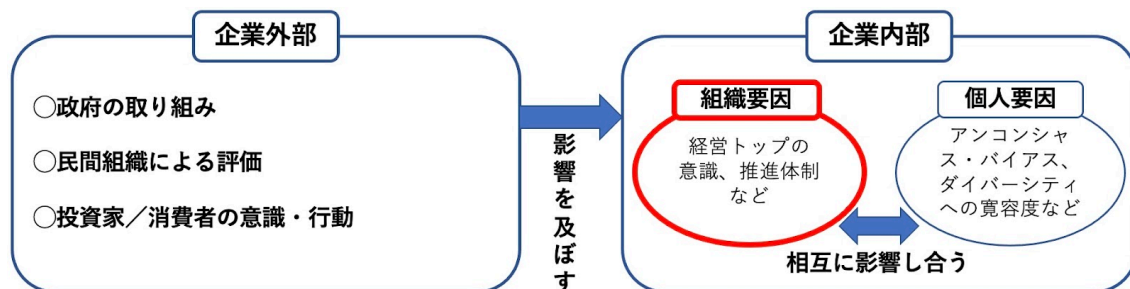 企業外部
○政府の取り組み
○民間組織による評価
○投資家／消費者の意識・行動
影響を及ぼす
企業内部
組織要因
経営トップの
意識、推進体制
など
個人要因
アンコンシャ
ス・バイアス、
ダイバーシティ
への寛容度など
相互に影響し合う